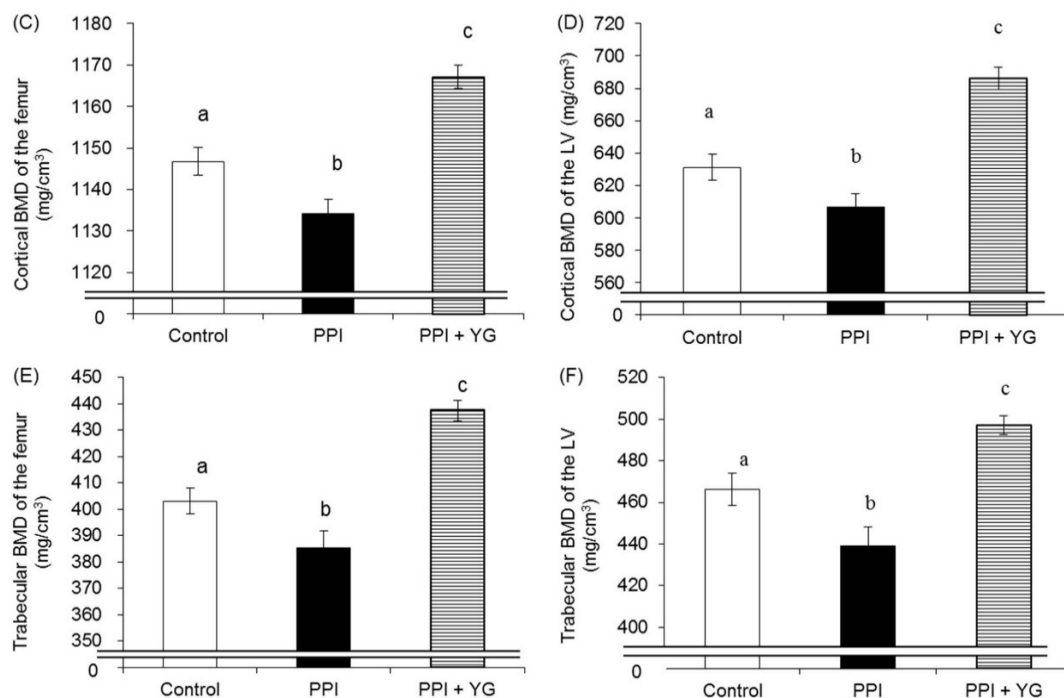 (C)
Cortical BMD of the femur
(mg/cm³)
1180
1170
1160
1150
1140
1130
1120
0
a
b
c
Control
PPI
PPI + YG
(D)
Cortical BMD of the LV (mg/cm³)
720
700
680
660
640
620
600
580
560
0
a
b
c
Control
PPI
PPI + YG
(E)
Trabecular BMD of the femur
(mg/cm³)
450
440
430
420
410
400
390
380
370
360
350
0
a
b
c
Control
PPI
PPI + YG
(F)
Trabecular BMD of the LV
(mg/cm³)
520
500
480
460
440
420
400
0
a
b
c
Control
PPI
PPI + YG